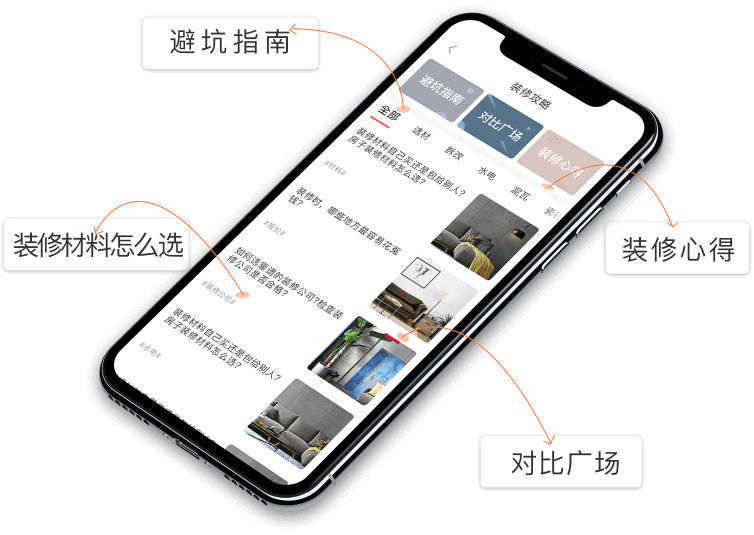 避坑指南
装修攻略
避坑指南
对比广场
装修心得
全部
选材
拆改
水电
泥瓦
装修材料自己买还是包给别人？
房子装修材料怎么选？
#材料#
装修时，哪些地方最容易花冤
钱？
#报价#
如何选靠谱的装修公司？检查装
修公司是否合格？
#装修公司#
装修材料自己买还是包给别人？
房子装修材料怎么选？
#水电#
装修材料怎么选
装修心得
对比广场